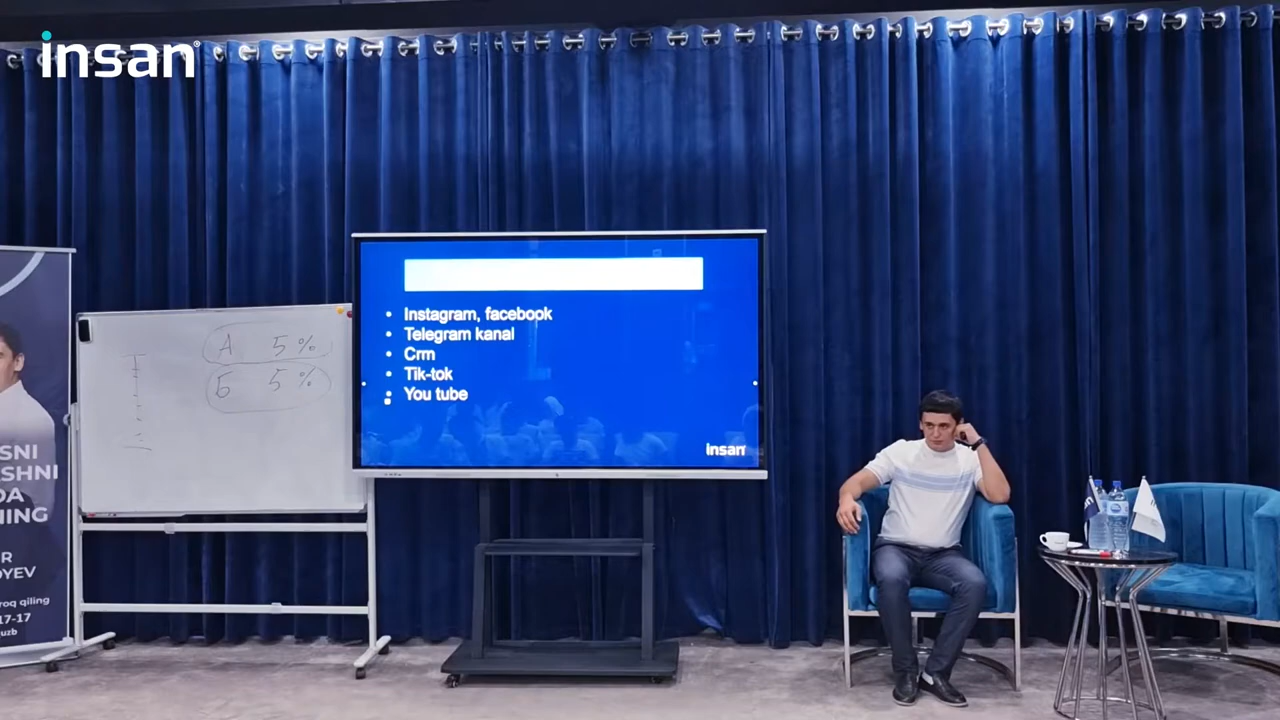 insan
A 5%
Б 5%
• Instagram, facebook
• Telegram kanal
• Crm
• Tik-tok
• You tube
insan
SNI
SHNI
DA
NING
R
OYEV
roq qiling
17-17
uzb